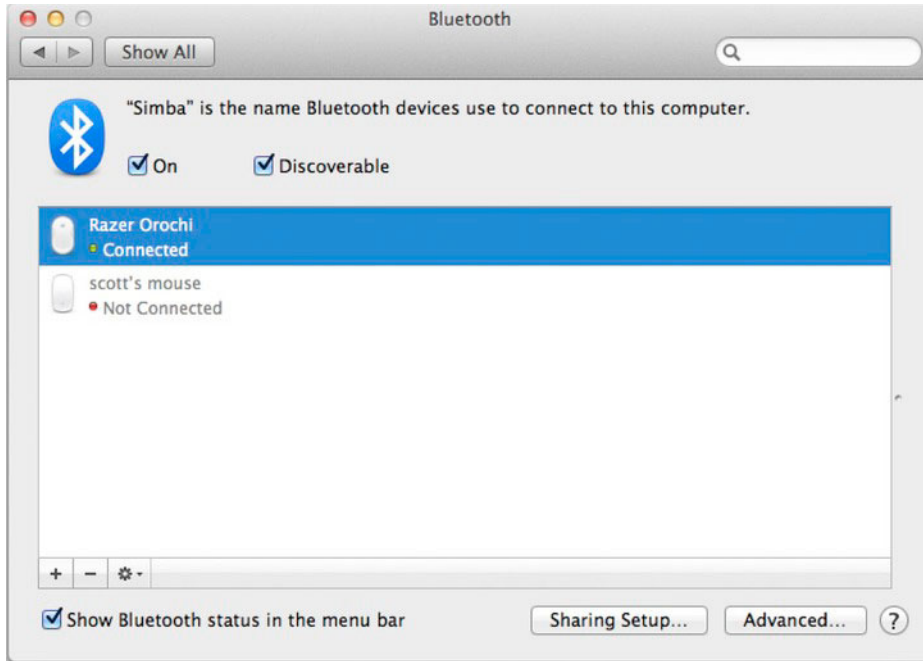 Bluetooth
Show All
“Simba” is the name Bluetooth devices use to connect to this computer.
On
Discoverable
Razer Orochi
Connected
scott's mouse
Not Connected
+ −
Show Bluetooth status in the menu bar
Sharing Setup...
Advanced...
?